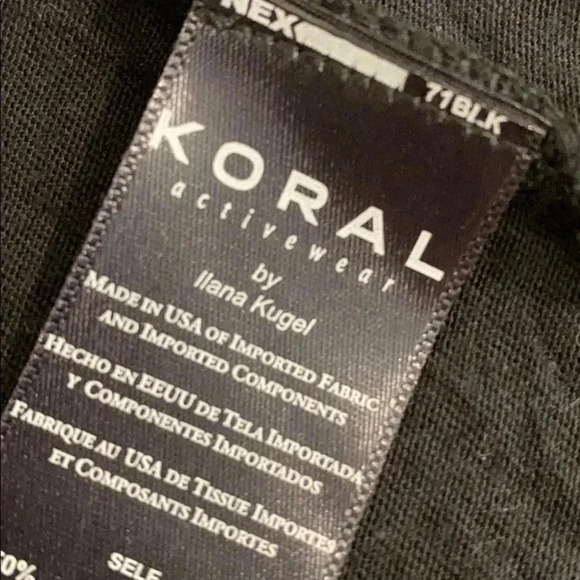 NEX
71BLK
KORAL
activewear
by
Ilana Kugel
MADE IN USA OF IMPORTED FABRIC
AND IMPORTED COMPONENTS
HECHO EN EEUU DE TELA IMPORTADA
Y COMPONENTES IMPORTADOS
FABRIQUE AU USA DE TISSUE IMPORTES
ET COMPOSANTS IMPORTES
SELF
0%